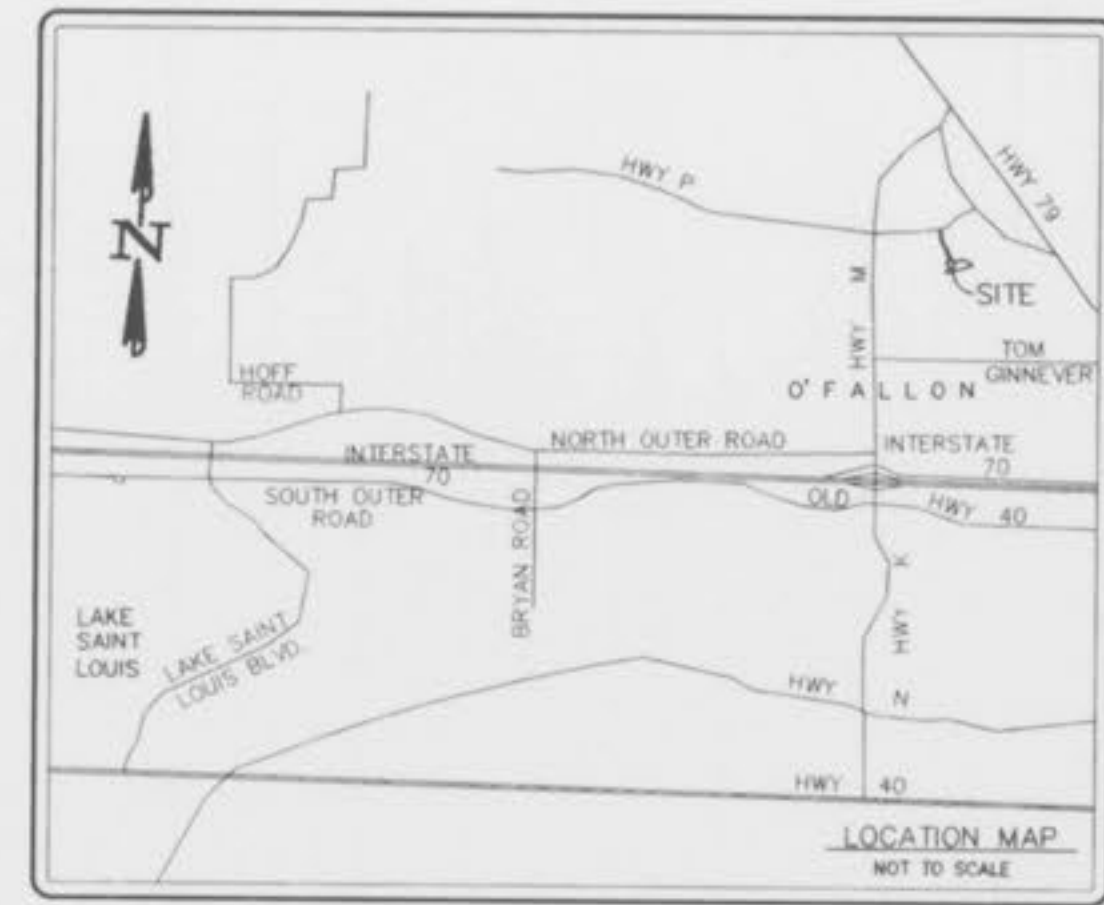 N
HWY P
HWY 79
SITE
HWY M
TOM
GINNEVER
O'FALLON
HOFF
ROAD
NORTH OUTER ROAD
INTERSTATE
70
INTERSTATE
70
SOUTH OUTER
ROAD
OLD HWY 40
BRYAN ROAD
HWY K
LAKE
SAINT
LOUIS
LAKE SAINT
LOUIS BLVD.
HWY N
HWY 40
LOCATION MAP
NOT TO SCALE